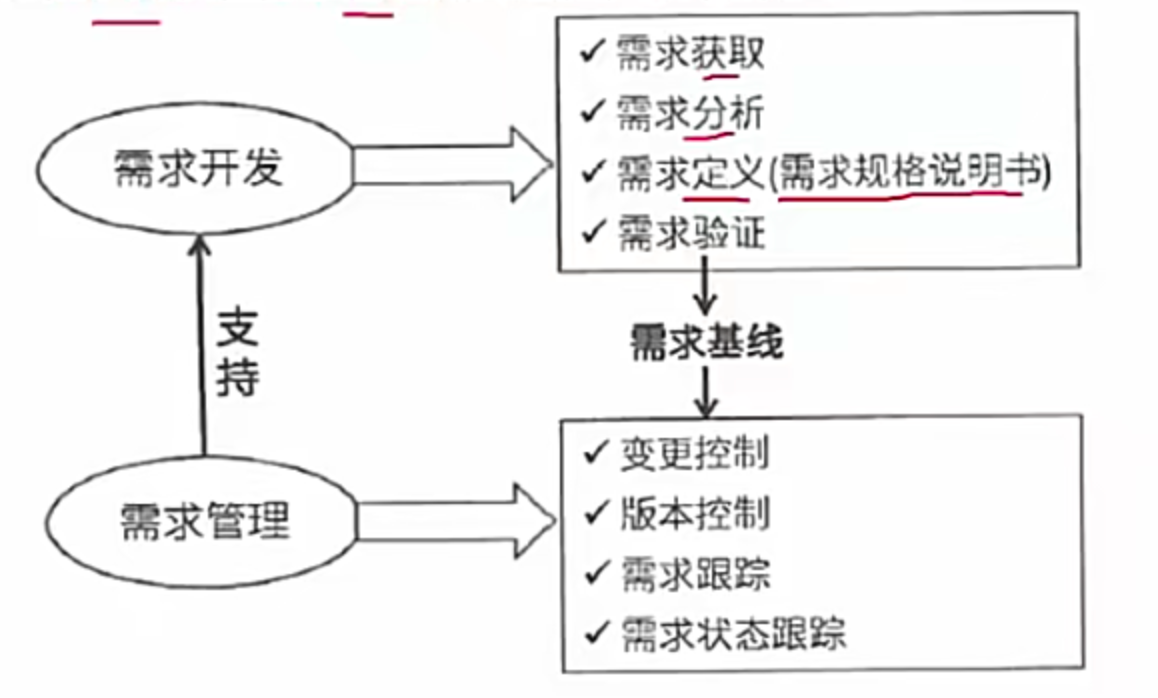 需求开发
✓ 需求获取
✓ 需求分析
✓ 需求定义(需求规格说明书)
✓ 需求验证
支
持
需求基线
需求管理
✓ 变更控制
✓ 版本控制
✓ 需求跟踪
✓ 需求状态跟踪